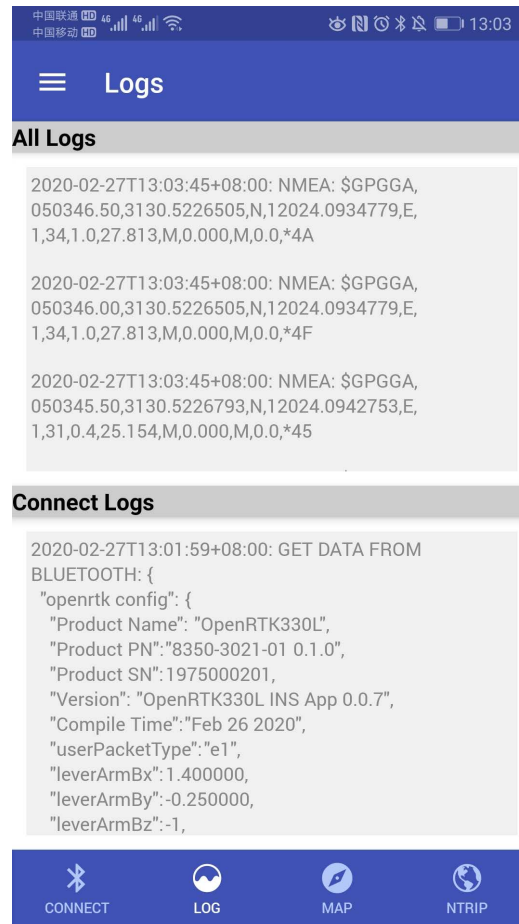 中国联通 HD 46 46
中国移动 HD
13:03
Logs
All Logs
2020-02-27T13:03:45+08:00: NMEA: $GPGGA,
050346.50,3130.5226505,N,12024.0934779,E,
1,34,1.0,27.813,M,0.000,M,0.0,*4A
2020-02-27T13:03:45+08:00: NMEA: $GPGGA,
050346.00,3130.5226505,N,12024.0934779,E,
1,34,1.0,27.813,M,0.000,M,0.0,*4F
2020-02-27T13:03:45+08:00: NMEA: $GPGGA,
050345.50,3130.5226793,N,12024.0942753,E,
1,31,0.4,25.154,M,0.000,M,0.0,*45
Connect Logs
2020-02-27T13:01:59+08:00: GET DATA FROM
BLUETOOTH: {
"openrtk config": {
"Product Name": "OpenRTK330L",
"Product PN":"8350-3021-01 0.1.0",
"Product SN":1975000201,
"Version": "OpenRTK330L INS App 0.0.7",
"Compile Time":"Feb 26 2020",
"userPacketType":"e1",
"leverArmBx":1.400000,
"leverArmBy":-0.250000,
"leverArmBz":-1,
CONNECT
LOG
MAP
NTRIP